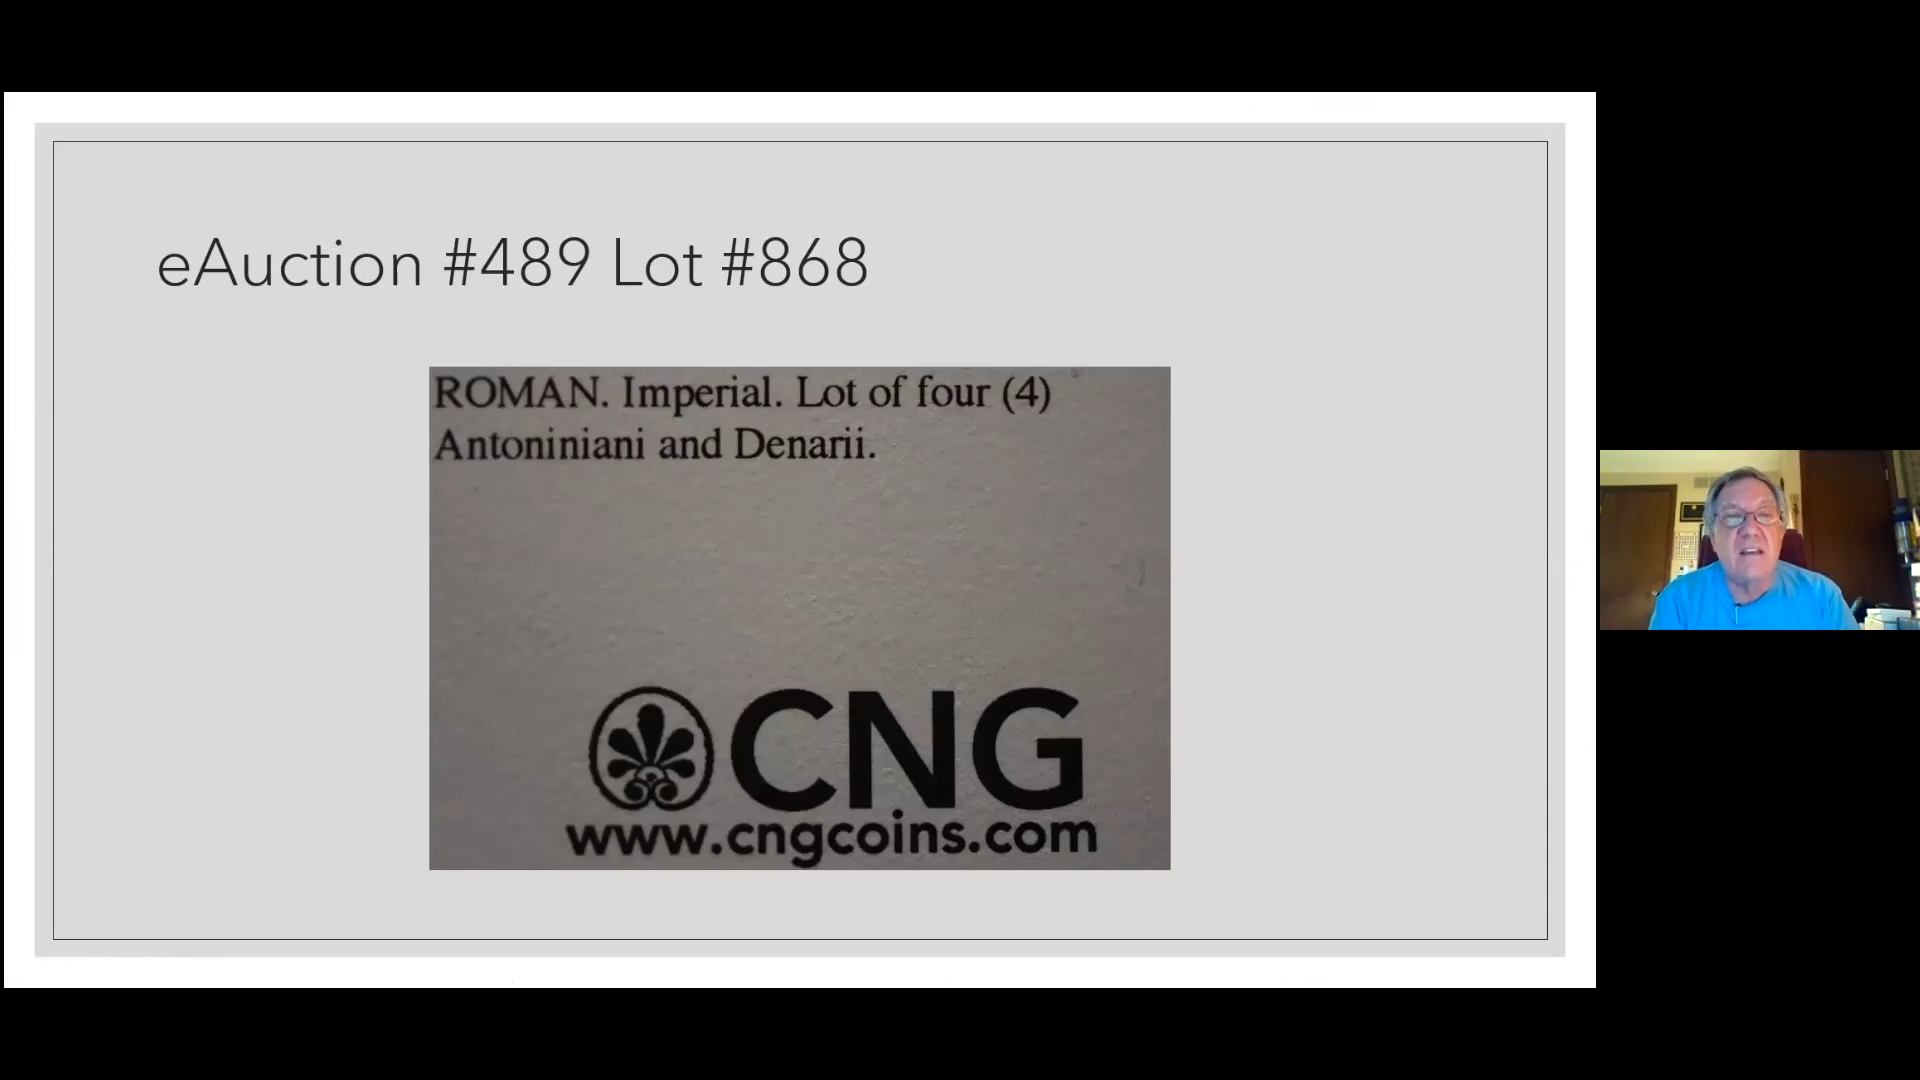 eAuction #489 Lot #868
ROMAN. Imperial. Lot of four (4)
Antoniniani and Denarii.
CNG
www.cngcoins.com